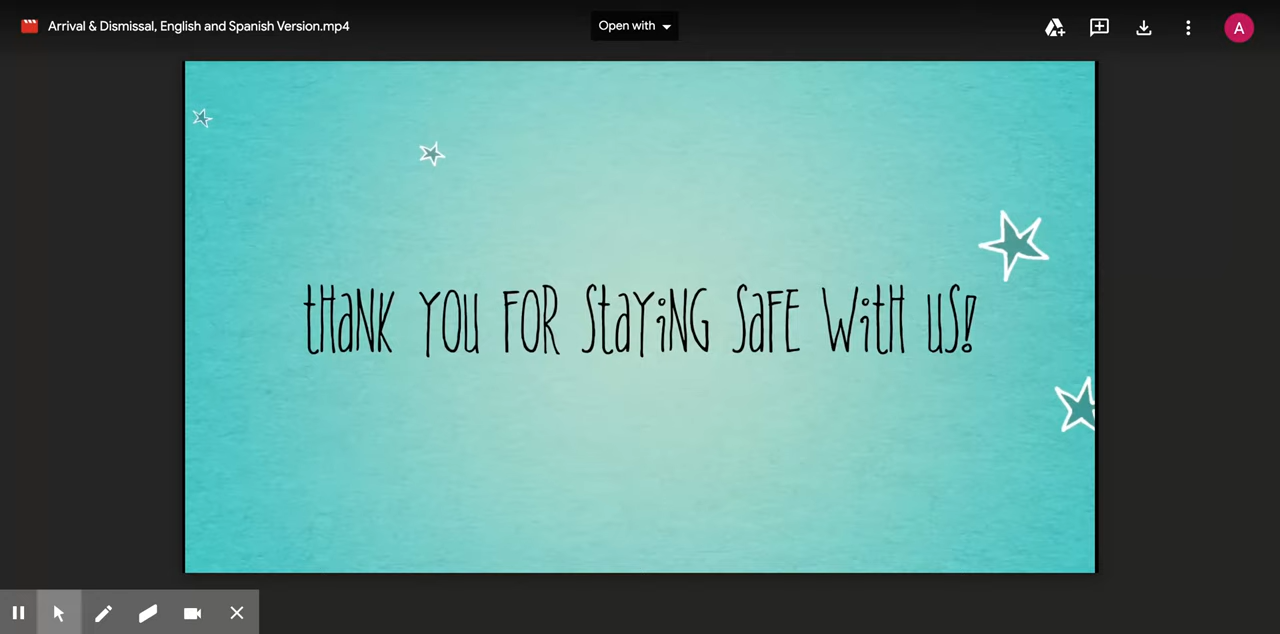 Arrival & Dismissal, English and Spanish Version.mp4
Open with
A
tHaNK YOU FOR StaYiNG SaFE WitH US!